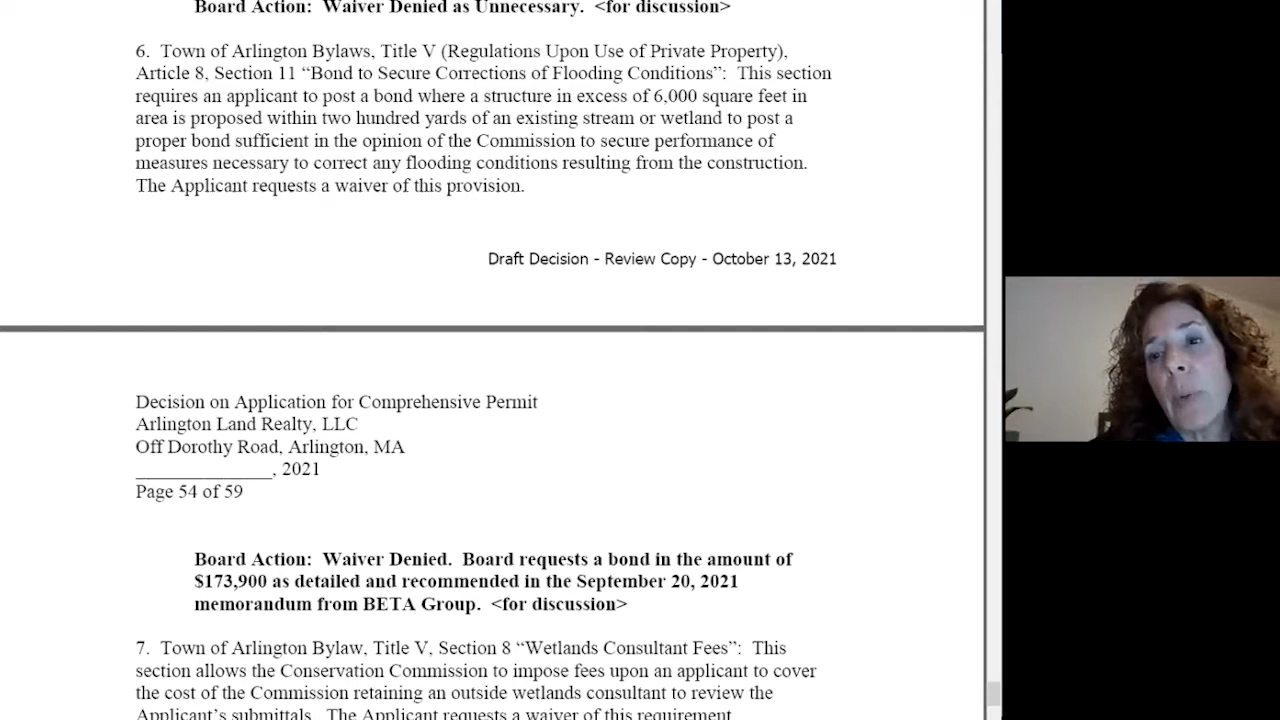 Board Action: Waiver Denied as Unnecessary. <for discussion>
6. Town of Arlington Bylaws, Title V (Regulations Upon Use of Private Property),
Article 8, Section 11 “Bond to Secure Corrections of Flooding Conditions”: This section
requires an applicant to post a bond where a structure in excess of 6,000 square feet in
area is proposed within two hundred yards of an existing stream or wetland to post a
proper bond sufficient in the opinion of the Commission to secure performance of
measures necessary to correct any flooding conditions resulting from the construction.
The Applicant requests a waiver of this provision.
Draft Decision - Review Copy - October 13, 2021
Decision on Application for Comprehensive Permit
Arlington Land Realty, LLC
Off Dorothy Road, Arlington, MA
_______________, 2021
Page 54 of 59
Board Action: Waiver Denied. Board requests a bond in the amount of
$173,900 as detailed and recommended in the September 20, 2021
memorandum from BETA Group. <for discussion>
7. Town of Arlington Bylaw, Title V, Section 8 “Wetlands Consultant Fees”: This
section allows the Conservation Commission to impose fees upon an applicant to cover
the cost of the Commission retaining an outside wetlands consultant to review the
Applicant’s submittals. The Applicant requests a waiver of this requirement